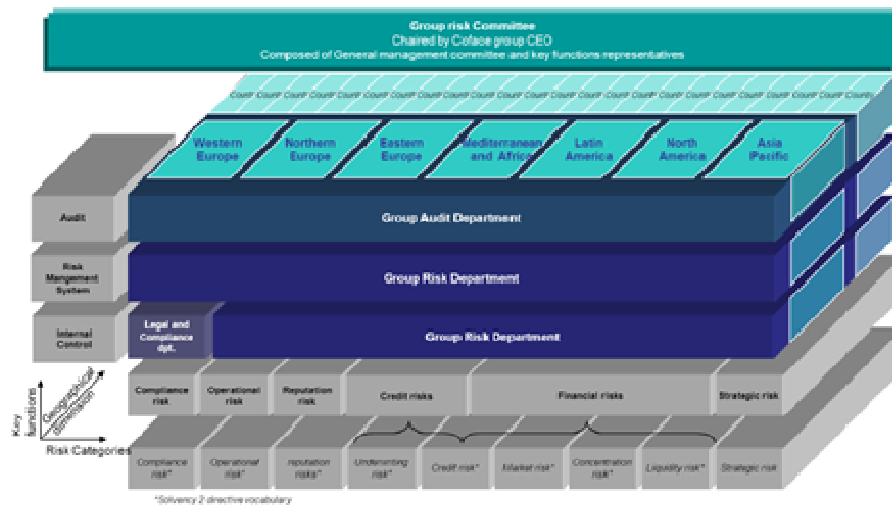 Group risk Committee
Chaired by Coface group CEO
Composed of General management committee and key functions representatives
Western
Europe
Northern
Europe
Eastern
Europe
Mediterranean
and Africa
Latin
America
North
America
Asia
Pacific
Audit
Group Audit Department
Risk
Mangement
System
Group Risk Department
Internal
Control
Legal and
Compliance
dpt.
Group Risk Department
Compliance
risk
Operational
risk
Reputation
risk
Credit risks
Financial risks
Strategic risk
Key
functions
Geographical
dimension
Risk Categories
Compliance
risk*
Operational
risk*
reputation
risks*
Underwriting
risk*
Credit risk*
Market risk*
Concentration
risk*
Liquidity risk*
Strategic risk
*Solvency 2 directive vocabulary